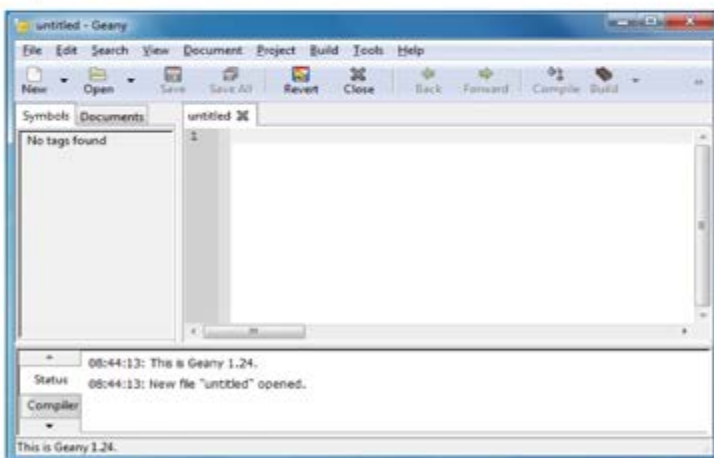 untitled - Geany
File Edit Search View Document Project Build Tools Help
New Open Save Save All Revert Close Back Forward Compile Build
Symbols Documents untitled
No tags found
1
Status
Compiler
08:44:13: This is Geany 1.24.
08:44:13: New file "untitled" opened.
This is Geany 1.24.